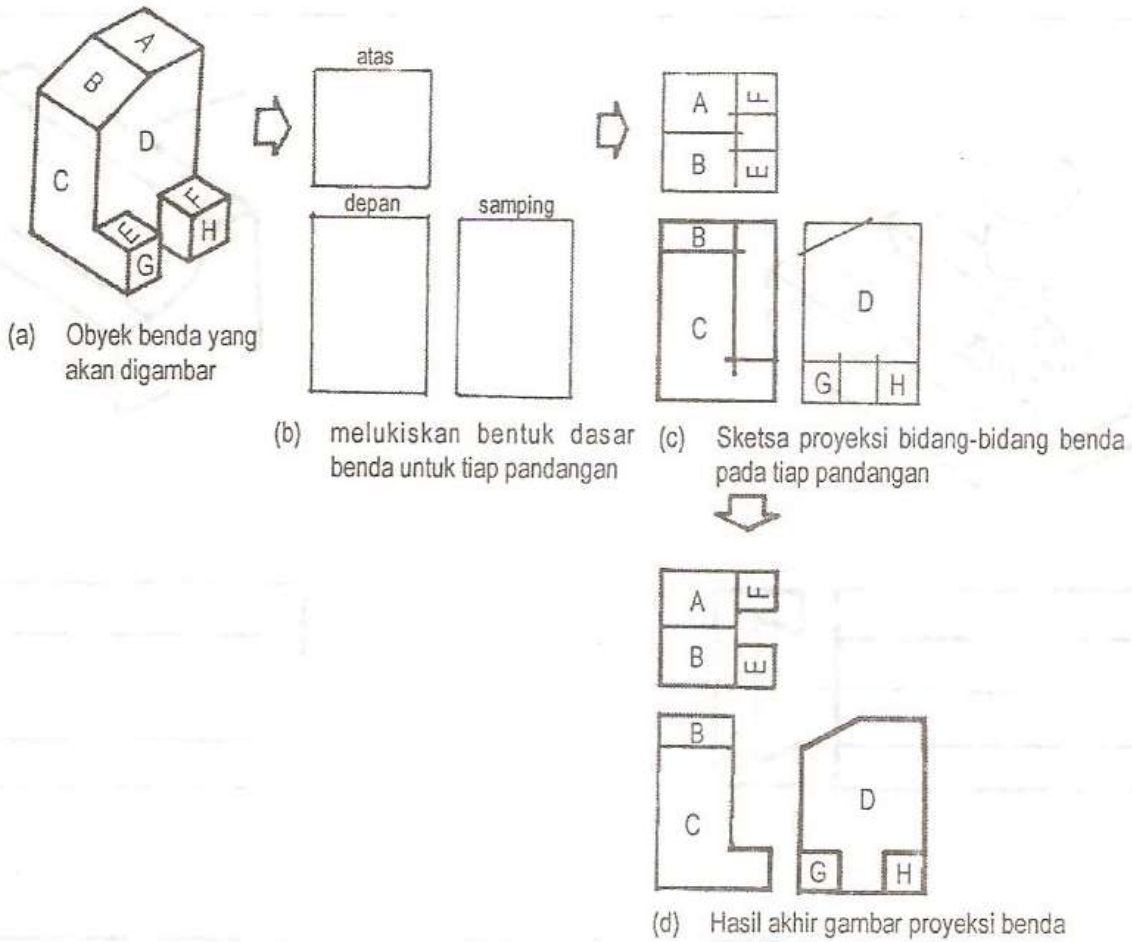 A
B
C
D
E
F
G
H
(a) Obyek benda yang
akan digambar
atas
depan
samping
(b) melukiskan bentuk dasar
benda untuk tiap pandangan
A
F
B
E
B
C
D
G
H
(c) Sketsa proyeksi bidang-bidang benda
pada tiap pandangan
A
F
B
E
B
C
D
G
H
(d) Hasil akhir gambar proyeksi benda